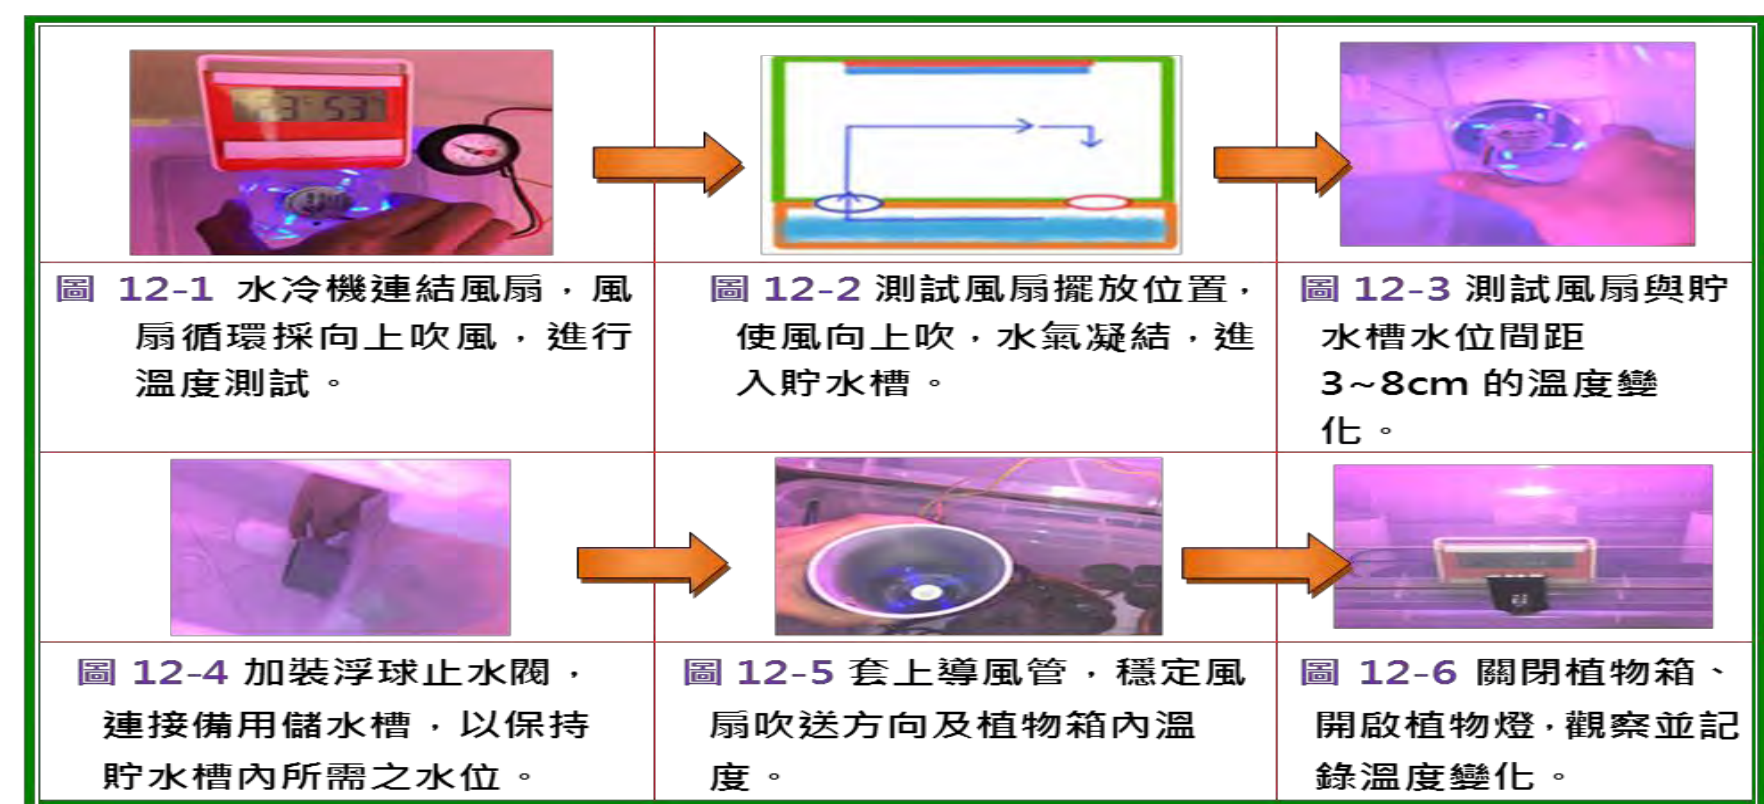 圖 12-1 水冷機連結風扇，風
扇循環採向上吹風，進行
溫度測試。
圖 12-2 測試風扇擺放位置，
使風向上吹，水氣凝結，進
入貯水槽。
圖 12-3 測試風扇與貯
水槽水位間距
3~8cm 的溫度變
化。
圖 12-4 加裝浮球止水閥，
連接備用儲水槽，以保持
貯水槽內所需之水位。
圖 12-5 套上導風管，穩定風
扇吹送方向及植物箱內溫
度。
圖 12-6 關閉植物箱、
開啟植物燈，觀察並記
錄溫度變化。